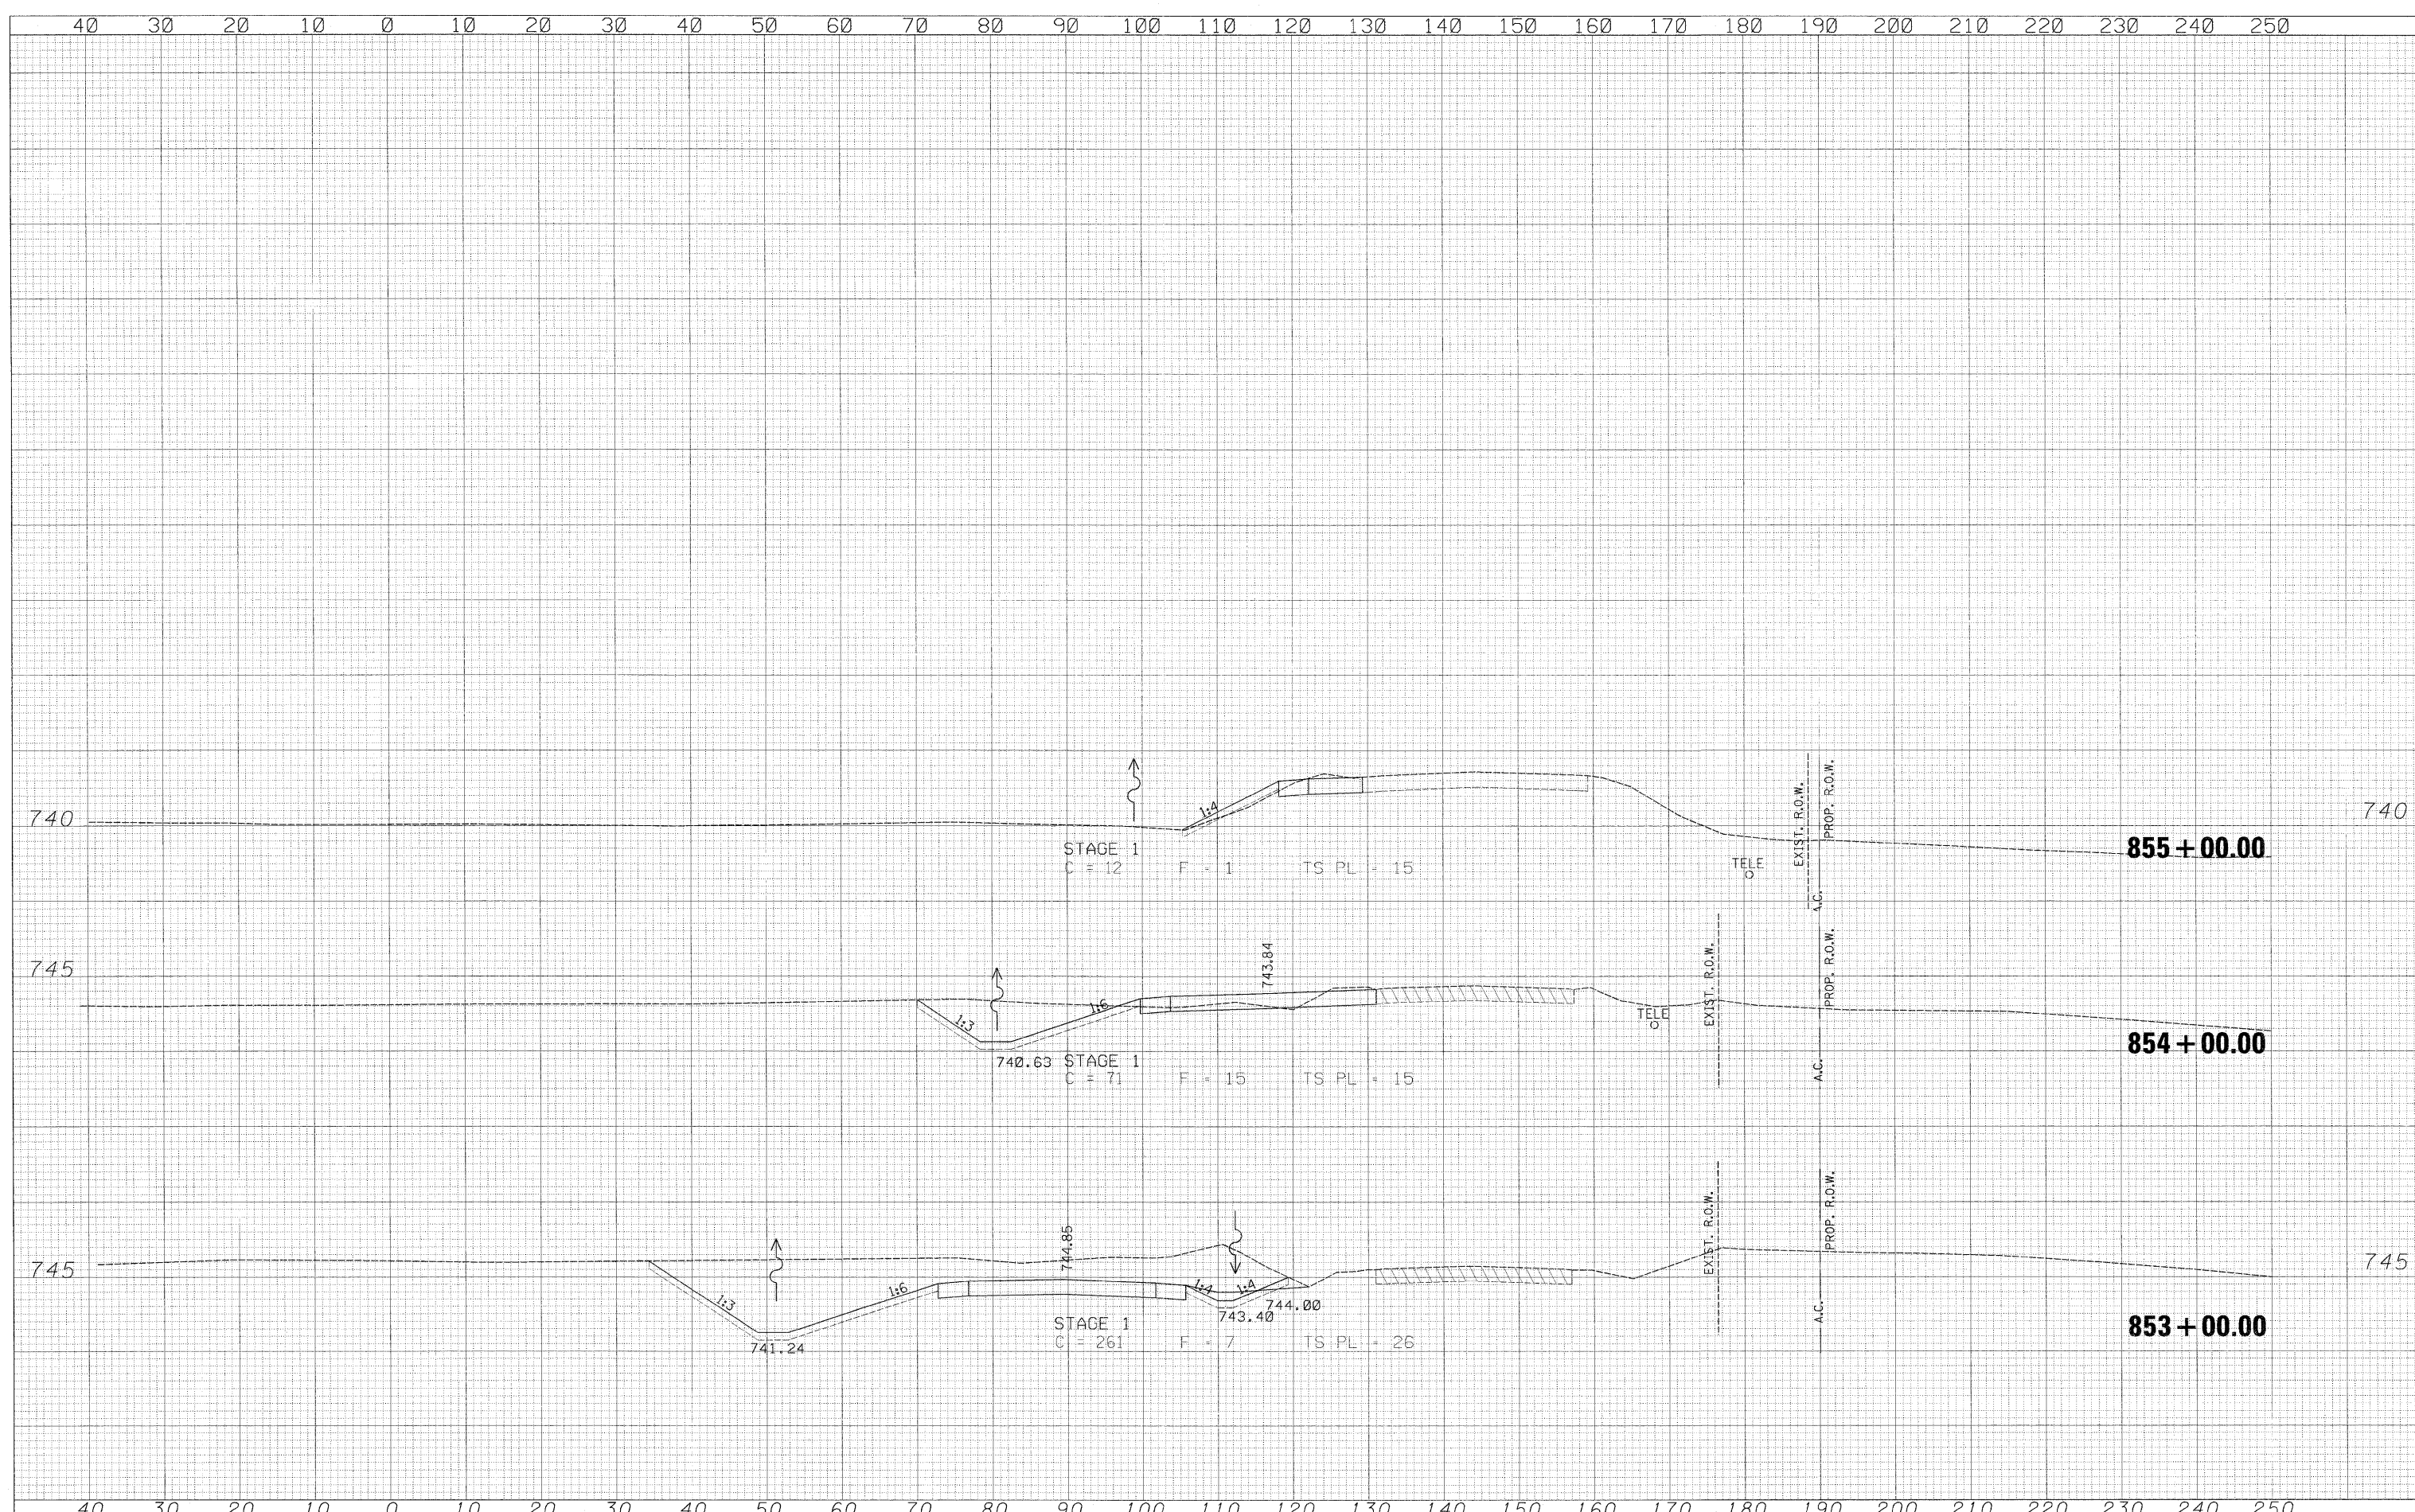 40 30 20 10 0 10 20 30 40 50 60 70 80 90 100 110 120 130 140 150 160 170 180 190 200 210 220 230 240 250
1:4
EXIST. R.O.W.
PROP. R.O.W.
740
740
STAGE 1
C = 12 F = 1 TS PL = 15
TELE
A.C.
855+00.00
743.84
EXIST. R.O.W.
PROP. R.O.W.
745
1:3
1:6
TELE
740.63 STAGE 1
C = 71 F = 15 TS PL = 15
A.C.
854+00.00
744.85
EXIST. R.O.W.
PROP. R.O.W.
745
745
1:3
1:6
1:4
1:4
744.00
743.40
STAGE 1
C = 261 F = 7 TS PL = 26
741.24
A.C.
853+00.00
40 30 20 10 0 10 20 30 40 50 60 70 80 90 100 110 120 130 140 150 160 170 180 190 200 210 220 230 240 250